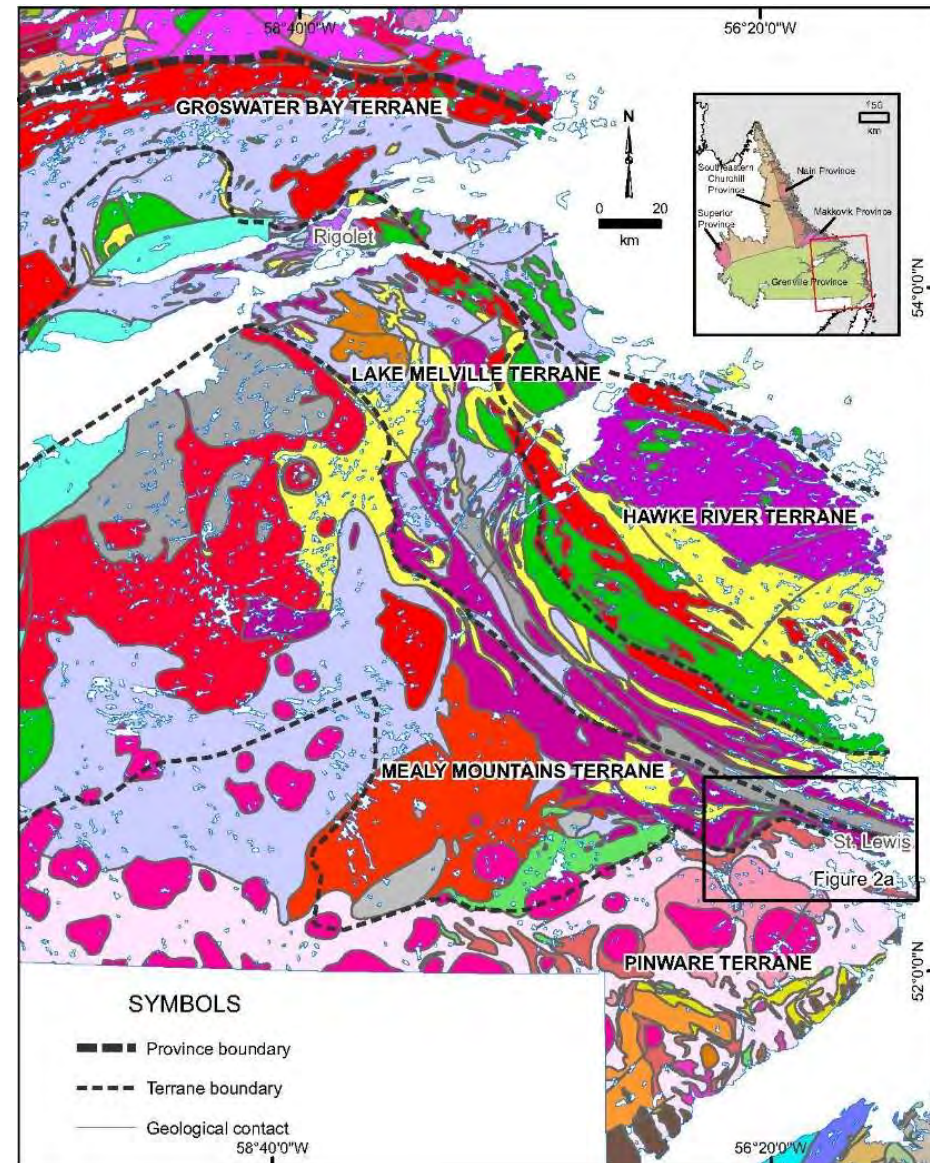 58°40'0"W
56°20'0"W
GROSWATER BAY TERRANE
N
0 20
km
150
km
Southeastern
Churchill
Province
Nain Province
Superior
Province
Makkovik Province
Grenville Province
54°0'0"N
Rigolet
LAKE MELVILLE TERRANE
HAWKE RIVER TERRANE
MEALY MOUNTAINS TERRANE
St. Lewis
Figure 2a
PINWARE TERRANE
52°0'0"N
SYMBOLS
Province boundary
Terrane boundary
Geological contact
58°40'0"W
56°20'0"W